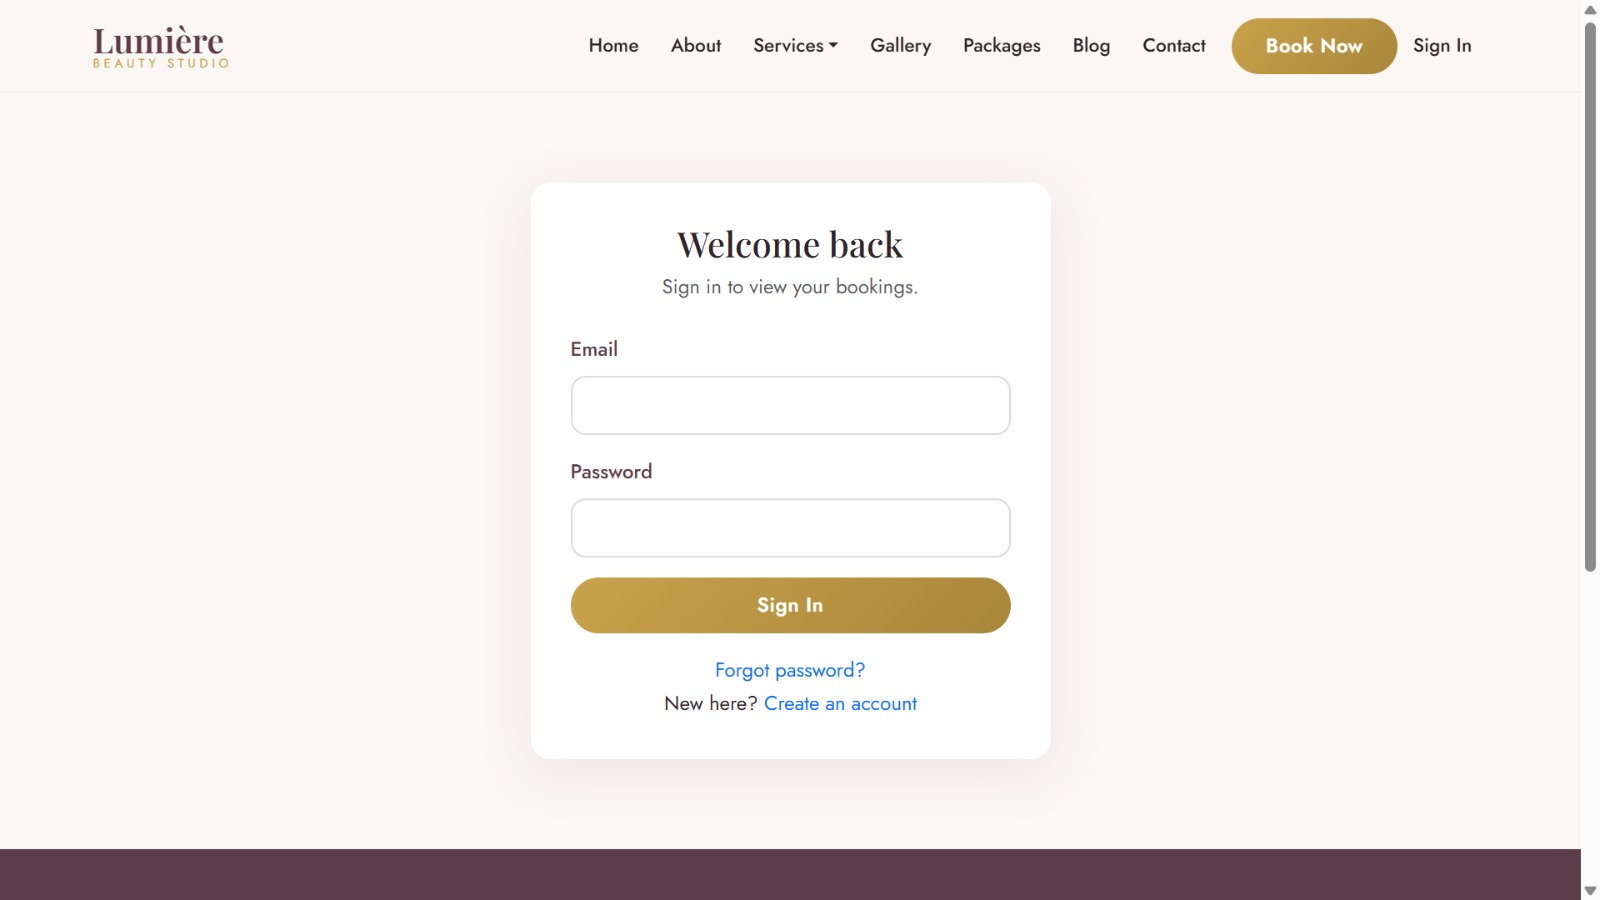 Lumière
BEAUTY STUDIO
Home About Services Gallery Packages Blog Contact Book Now Sign In
Welcome back
Sign in to view your bookings.
Email
Password
Sign In
Forgot password?
New here? Create an account